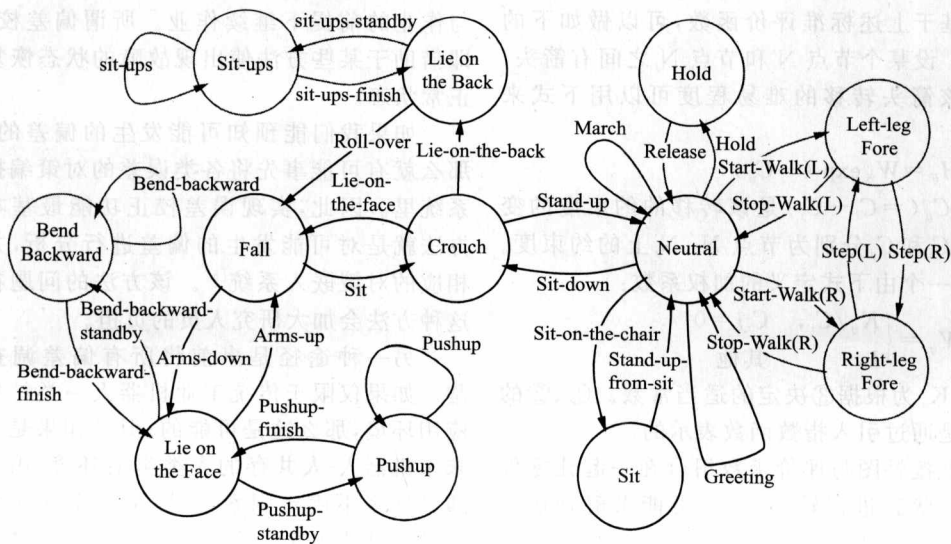 sit-ups-standby
sit-ups
Sit-ups
Lie on
the Back
sit-ups-finish
Hold
March
Left-leg
Fore
Roll-over
Lie-on-the-back
Release
Hold
Start-Walk(L)
Bend-backward
Lie-on-
the-face
Stand-up
Stop-Walk(L)
Bend
Backward
Fall
Crouch
Neutral
Step(L)
Step(R)
Sit
Sit-down
Start-Walk(R)
Bend-backward-
standby
Arms-up
Pushup
Sit-on-the-chair
Stand-up-
from-sit
Stop-Walk(R)
Arms-down
Bend-backward-
finish
Right-leg
Fore
Lie on
the Face
Pushup-
finish
Pushup
Sit
Greeting
Pushup-
standby